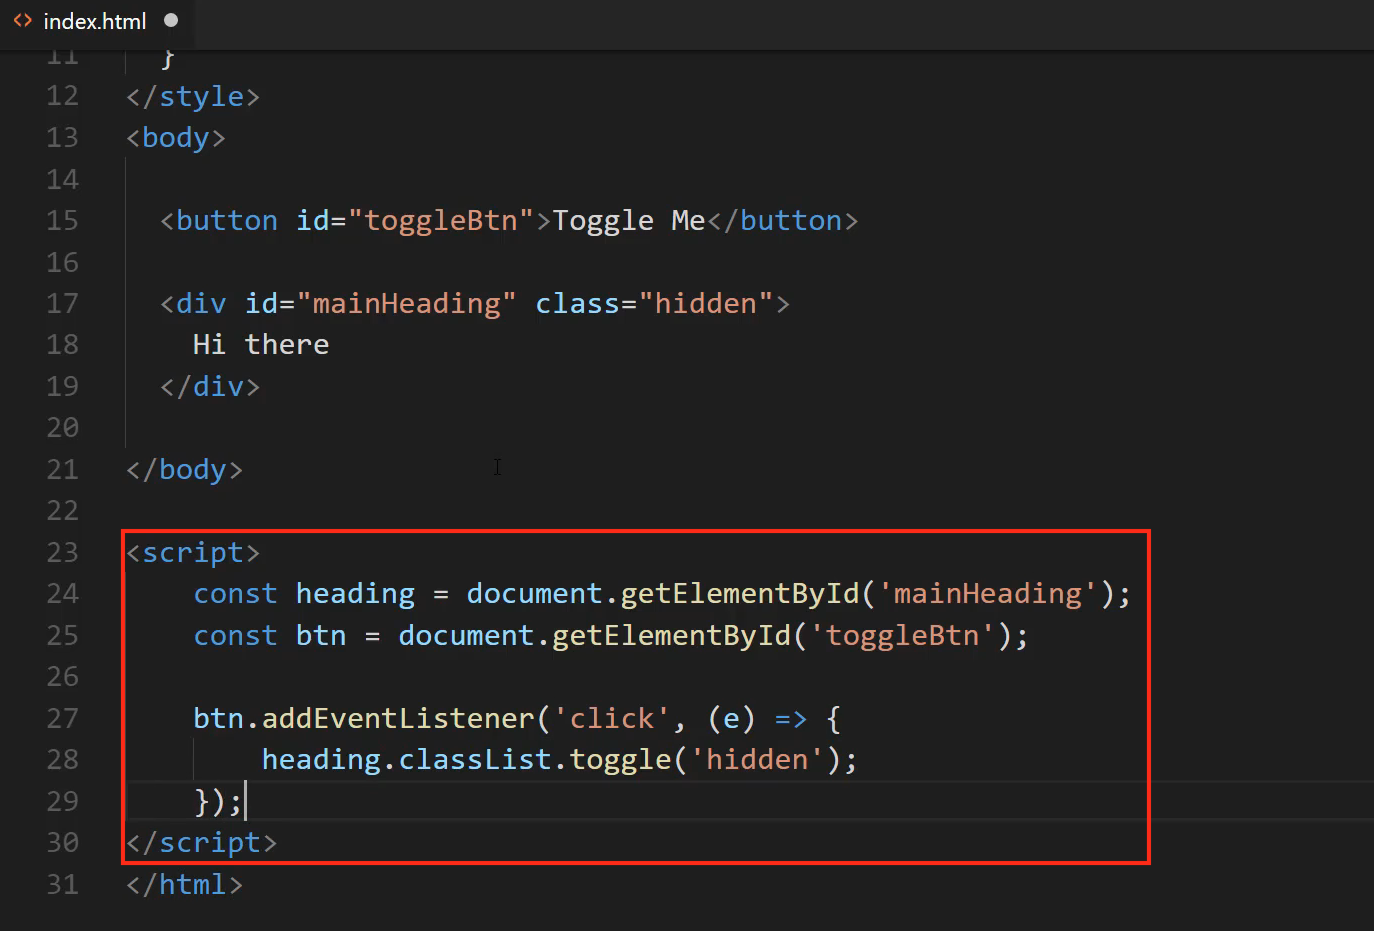 <> index.html
11 }
12 </style>
13 <body>
14
15 <button id="toggleBtn">Toggle Me</button>
16
17 <div id="mainHeading" class="hidden">
18 Hi there
19 </div>
20
21 </body>
22
23 <script>
24 const heading = document.getElementById('mainHeading');
25 const btn = document.getElementById('toggleBtn');
26
27 btn.addEventListener('click', (e) => {
28 heading.classList.toggle('hidden');
29 });
30 </script>
31 </html>